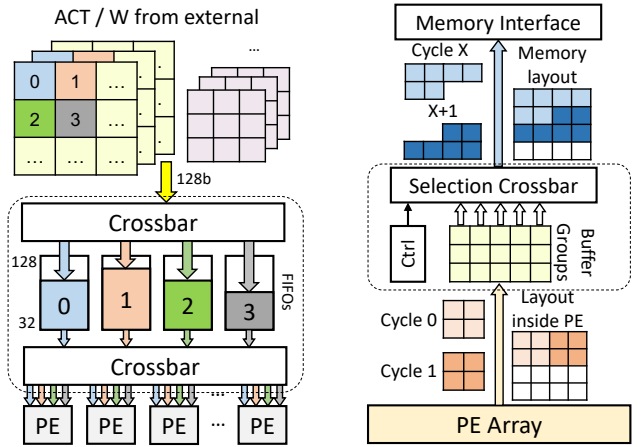 ACT / W from external
...
0 1 ...
2 3 ...
... ... ...
128b
Crossbar
128
32
0 1 2 3
FIFOs
Crossbar
...
PE PE PE ... PE
Memory Interface
Cycle X
X+1
Memory
layout
Selection Crossbar
Ctrl
Buffer
Groups
Cycle 0
Cycle 1
Layout
inside PE
PE Array